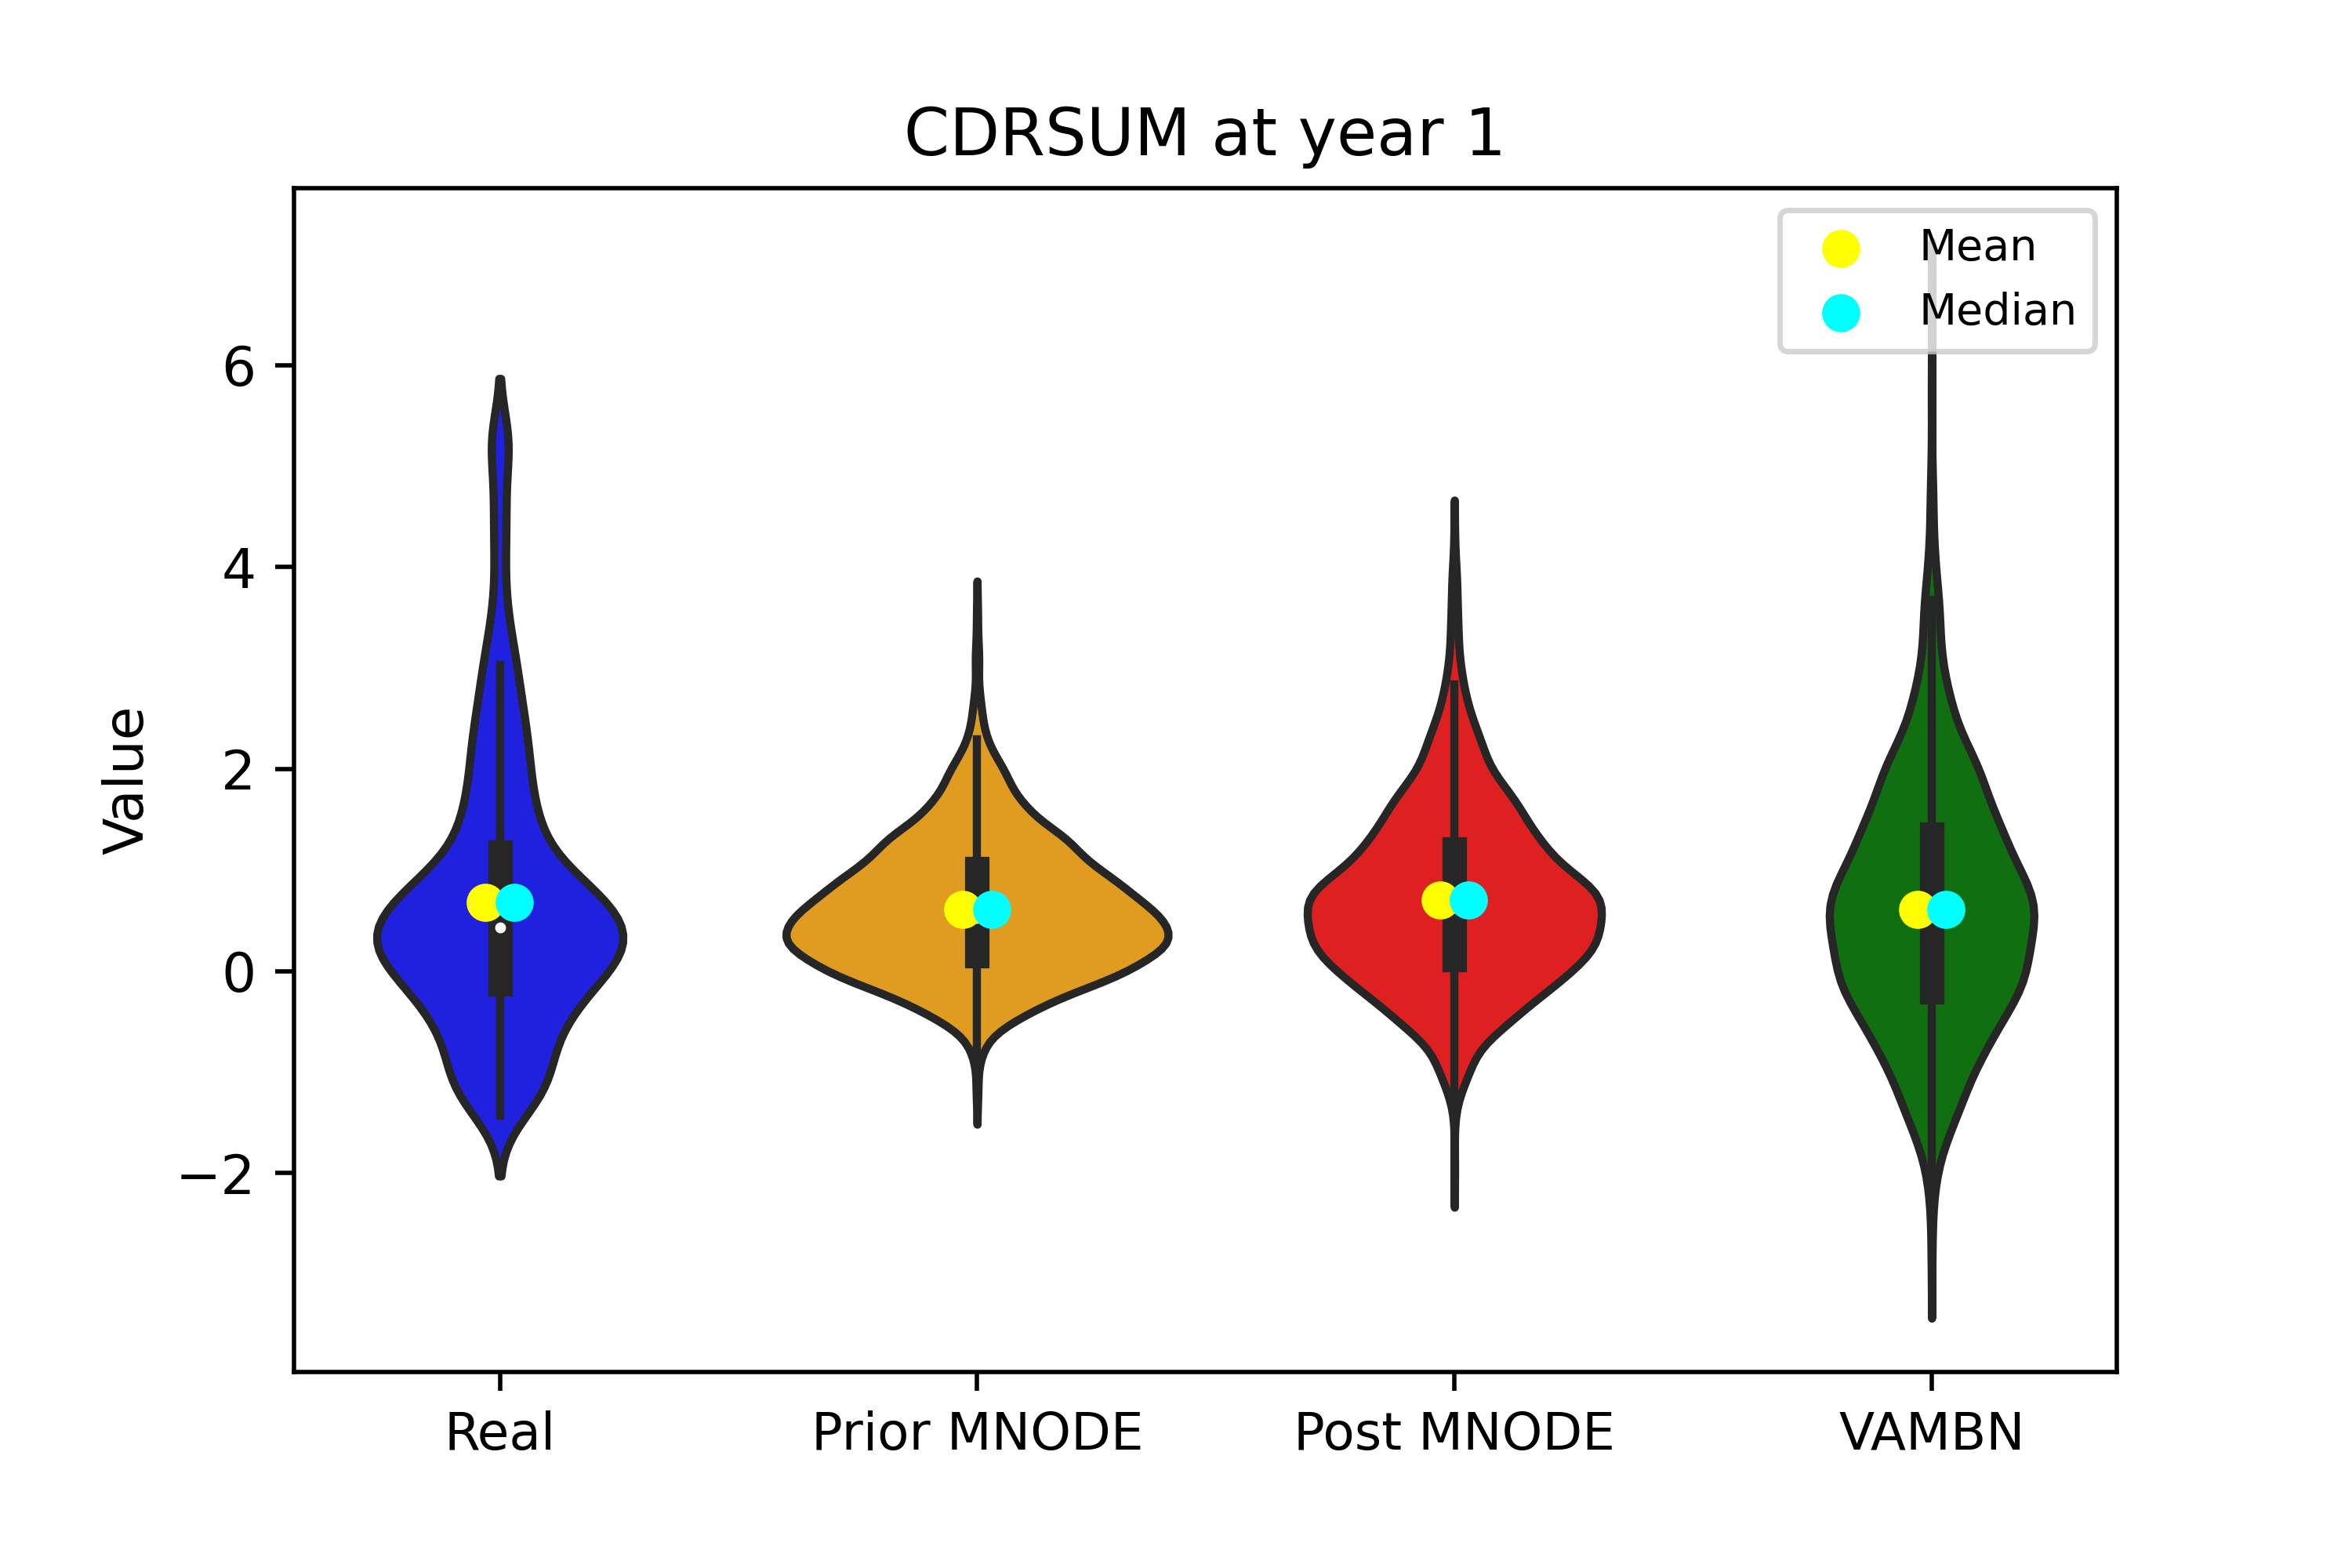 CDRSUM at year 1
Mean
Median
6
4
2
0
−2
Value
Real
Prior MNODE
Post MNODE
VAMBN